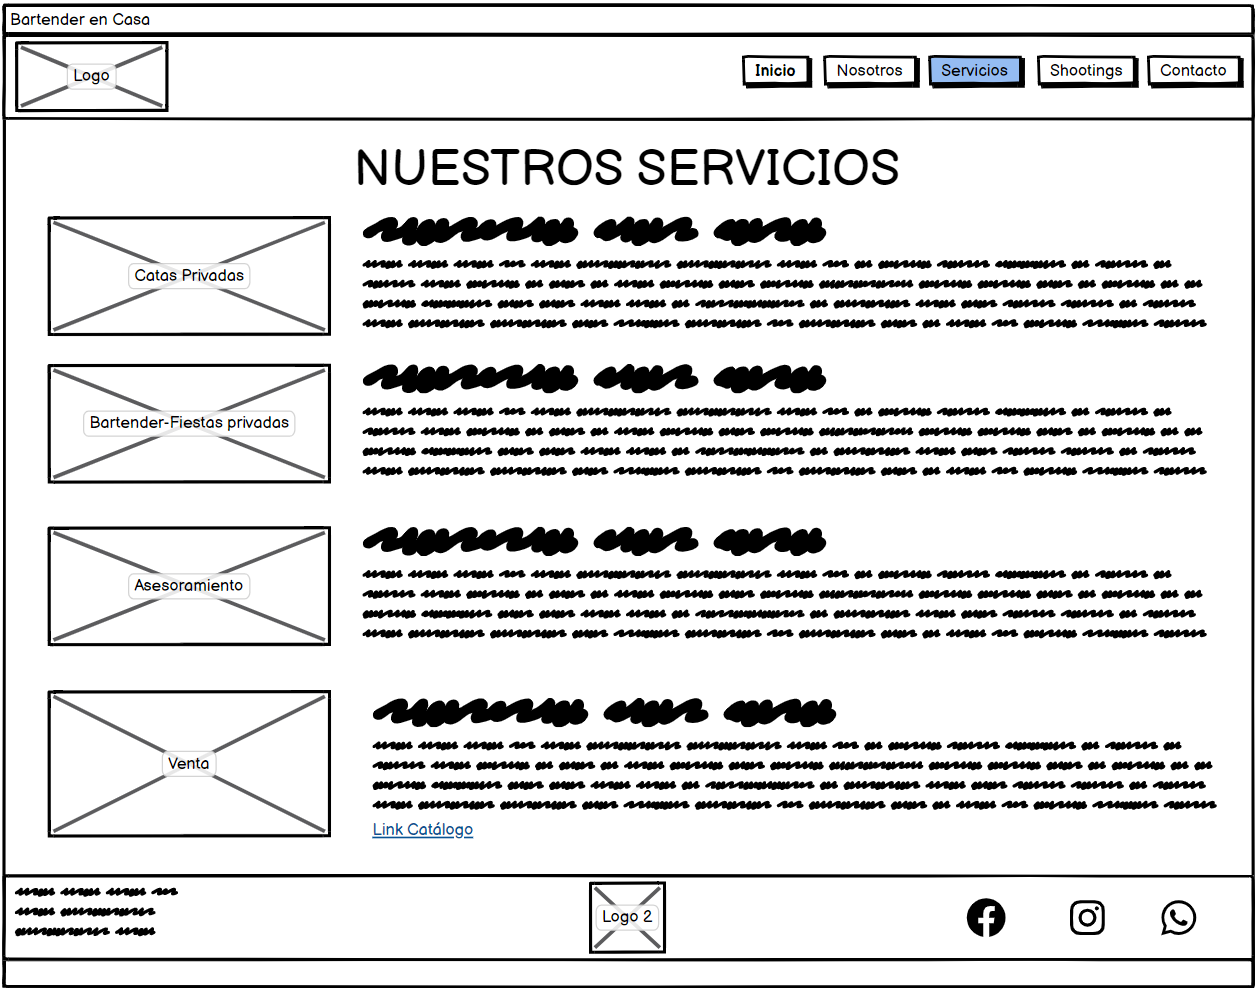 Bartender en Casa
Logo
Inicio Nosotros Servicios Shootings Contacto
NUESTROS SERVICIOS
Catas Privadas
Bartender-Fiestas privadas
Asesoramiento
Venta
Link Catálogo
Logo 2